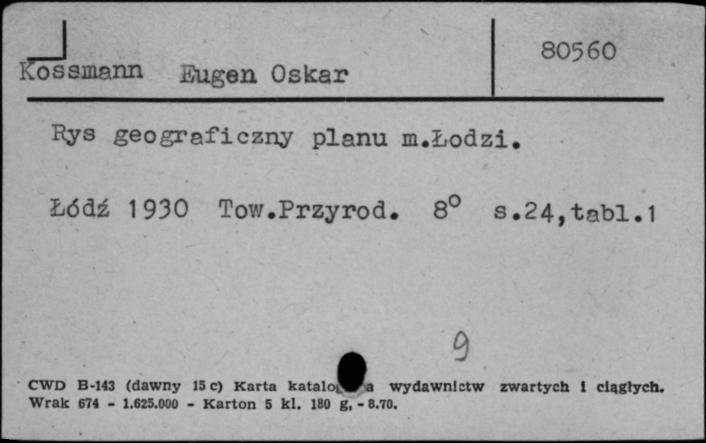 80560
Kossmann Eugen Oskar
Rys geograficzny planu m.Łodzi.
Łódź 1930 Tow.Przyrod. 8° s.24,tabl.1
9
CWD B-143 (dawny 15 c) Karta wydawnictw zwartych i ciągłych.
Wrak 674 - 1.625.000 - Karton 5 kl. 180 g. - 8.70.